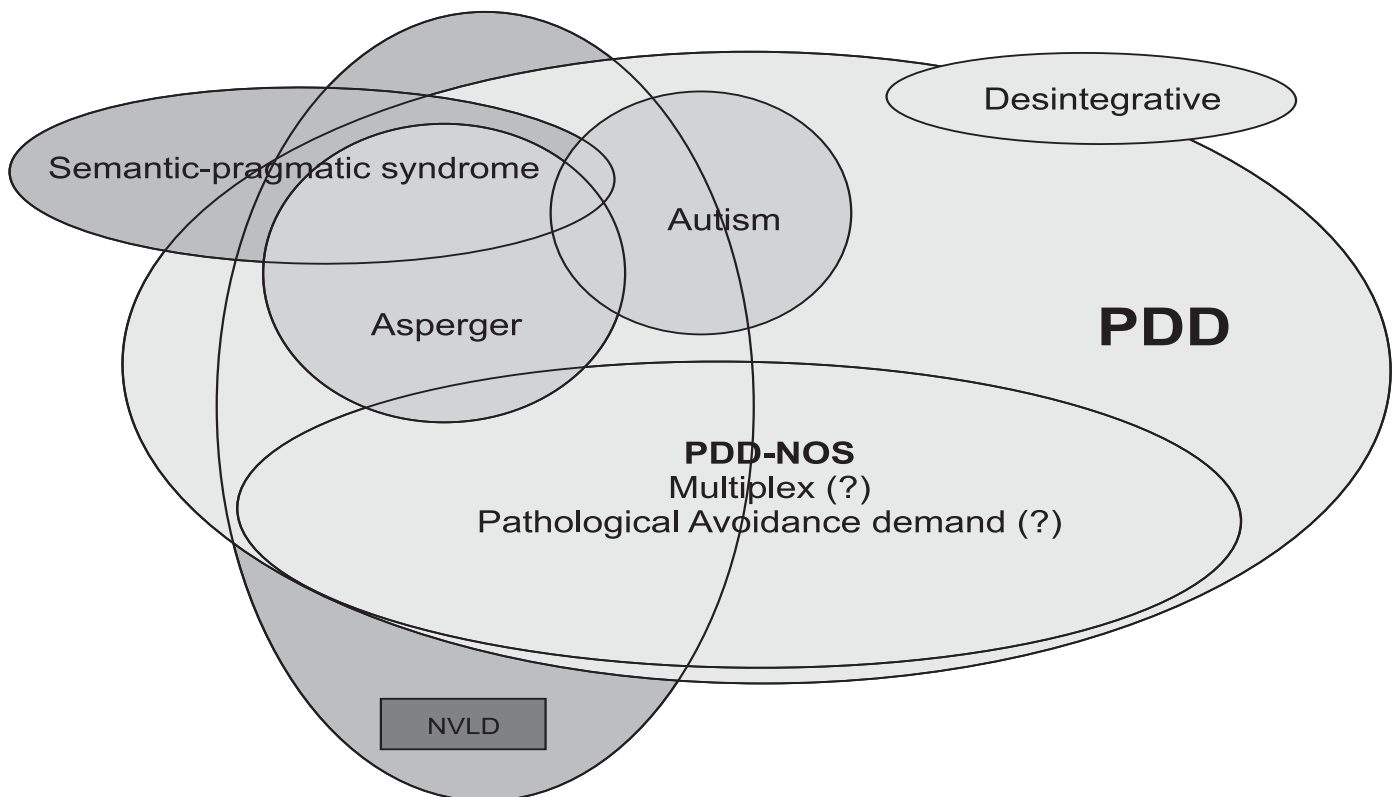 Desintegrative
Semantic-pragmatic syndrome
Autism
Asperger
PDD
PDD-NOS
Multiplex (?)
Pathological Avoidance demand (?)
NVLD